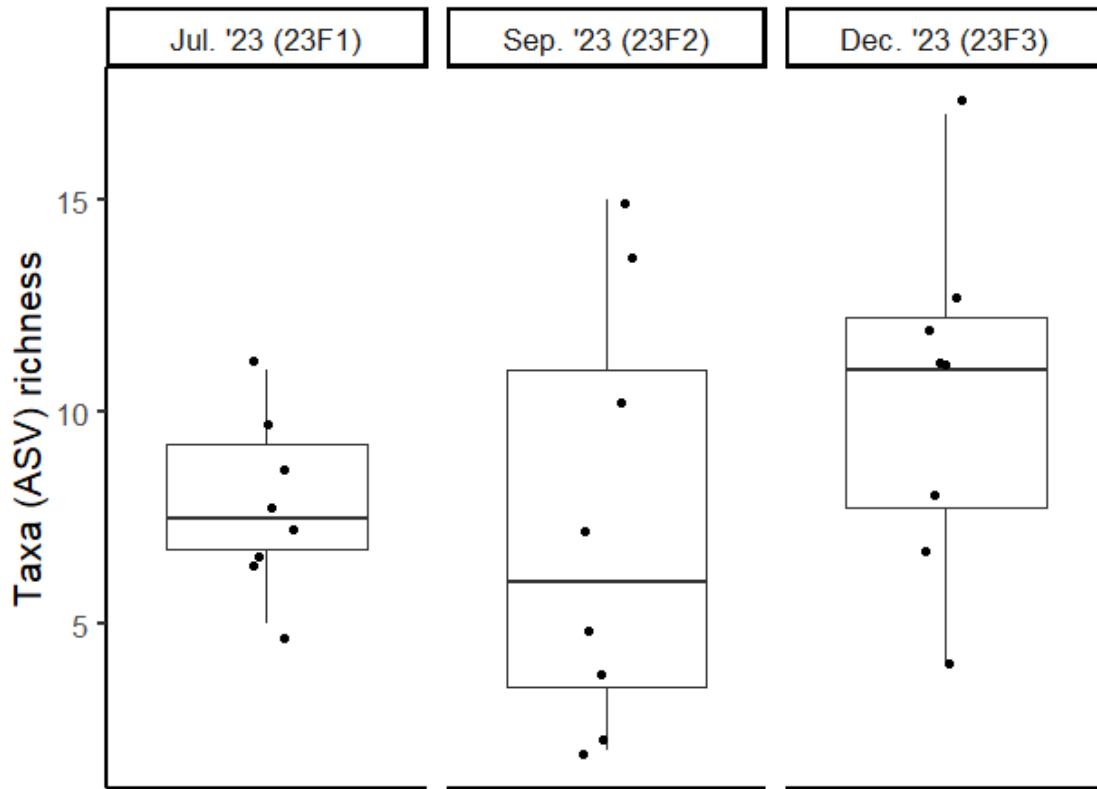 Jul. '23 (23F1)
Sep. '23 (23F2)
Dec. '23 (23F3)
Taxa (ASV) richness
15
10
5